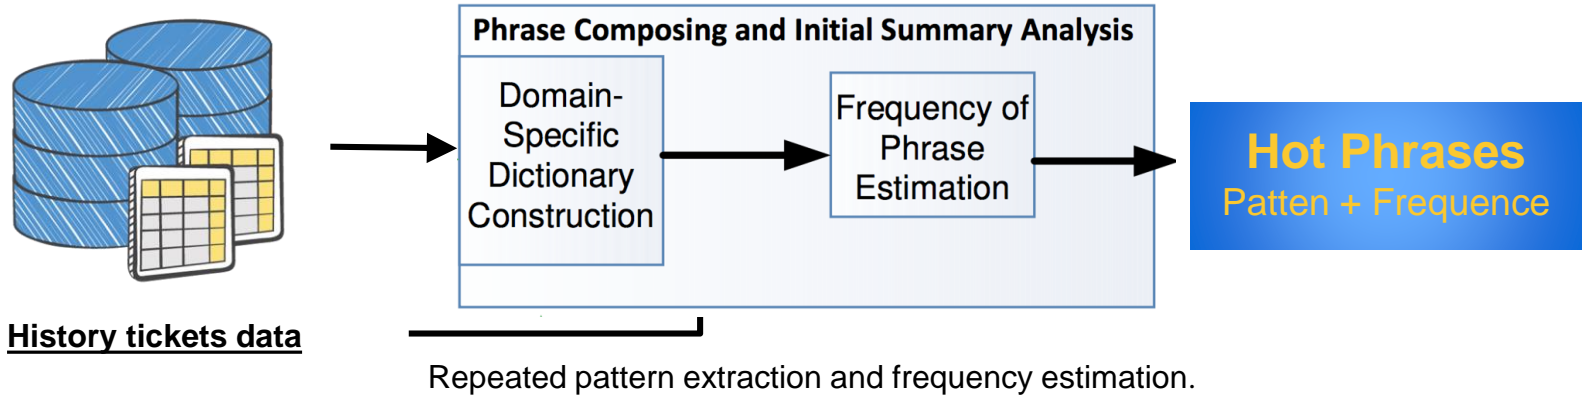 Phrase Composing and Initial Summary Analysis
Domain-
Specific
Dictionary
Construction
Frequency of
Phrase
Estimation
Hot Phrases
Patten + Frequence
History tickets data
Repeated pattern extraction and frequency estimation.